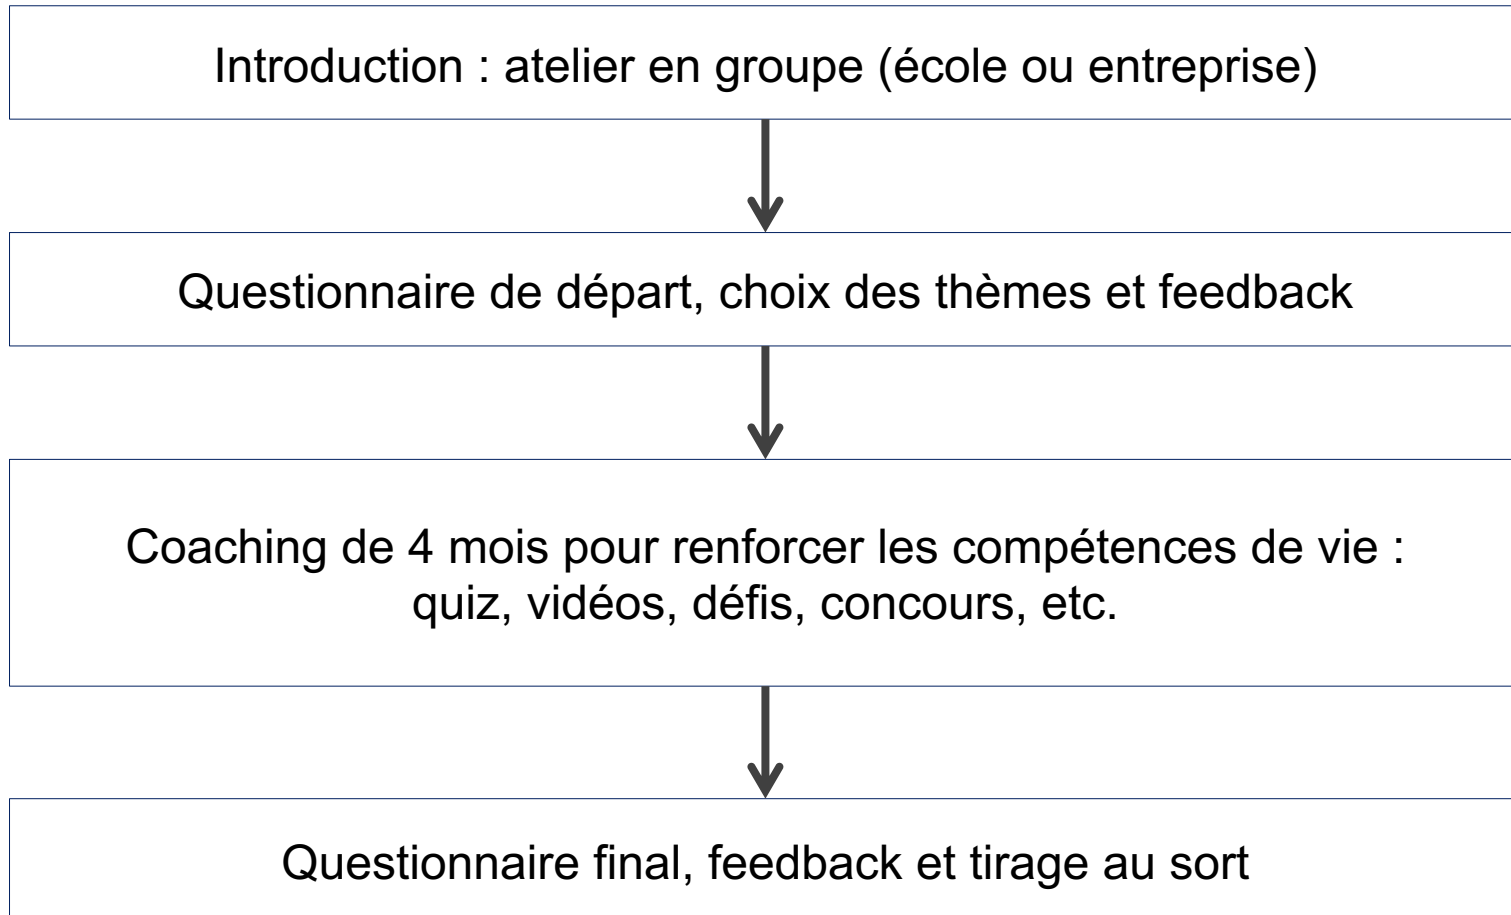 Introduction : atelier en groupe (école ou entreprise)
Questionnaire de départ, choix des thèmes et feedback
Coaching de 4 mois pour renforcer les compétences de vie :
quiz, vidéos, défis, concours, etc.
Questionnaire final, feedback et tirage au sort